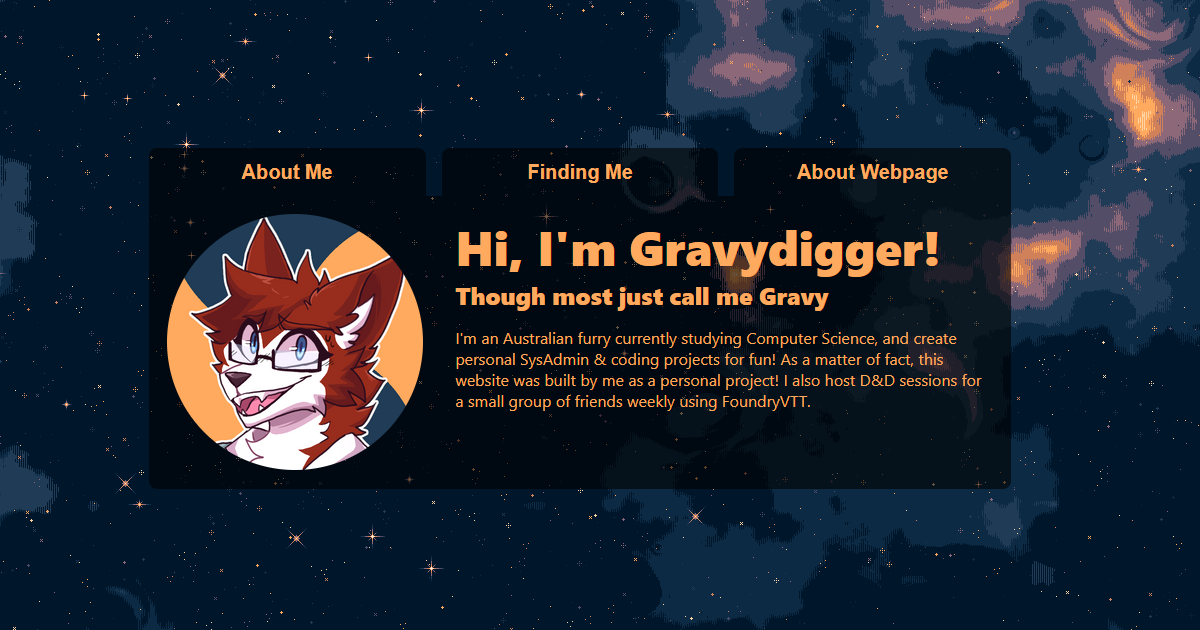 About Me
Finding Me
About Webpage
Hi, I'm Gravydigger!
Though most just call me Gravy
I'm an Australian furry currently studying Computer Science, and create
personal SysAdmin & coding projects for fun! As a matter of fact, this
website was built by me as a personal project! I also host D&D sessions for
a small group of friends weekly using FoundryVTT.